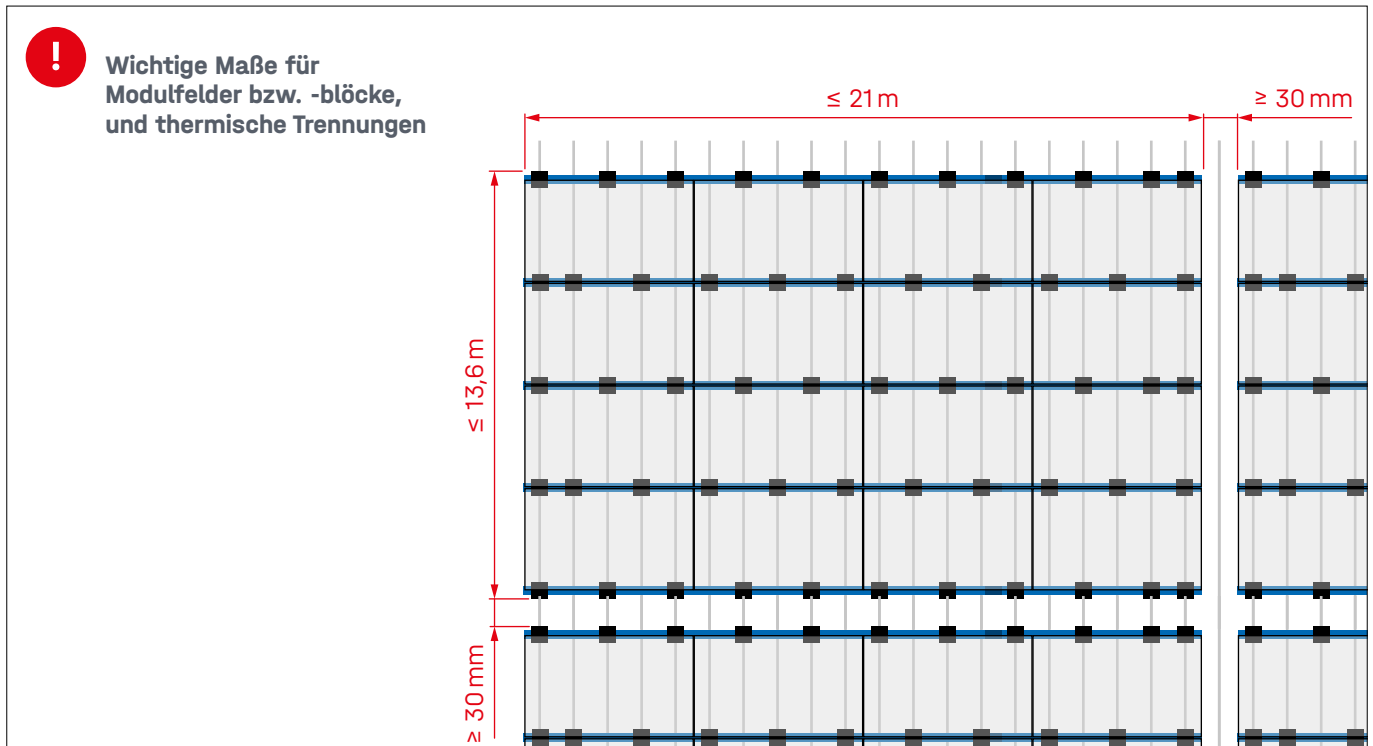 !
Wichtige Maße für
Modulfelder bzw. -blöcke,
und thermische Trennungen
≤ 21 m
≥ 30 mm
≤ 13,6 m
≥ 30 mm